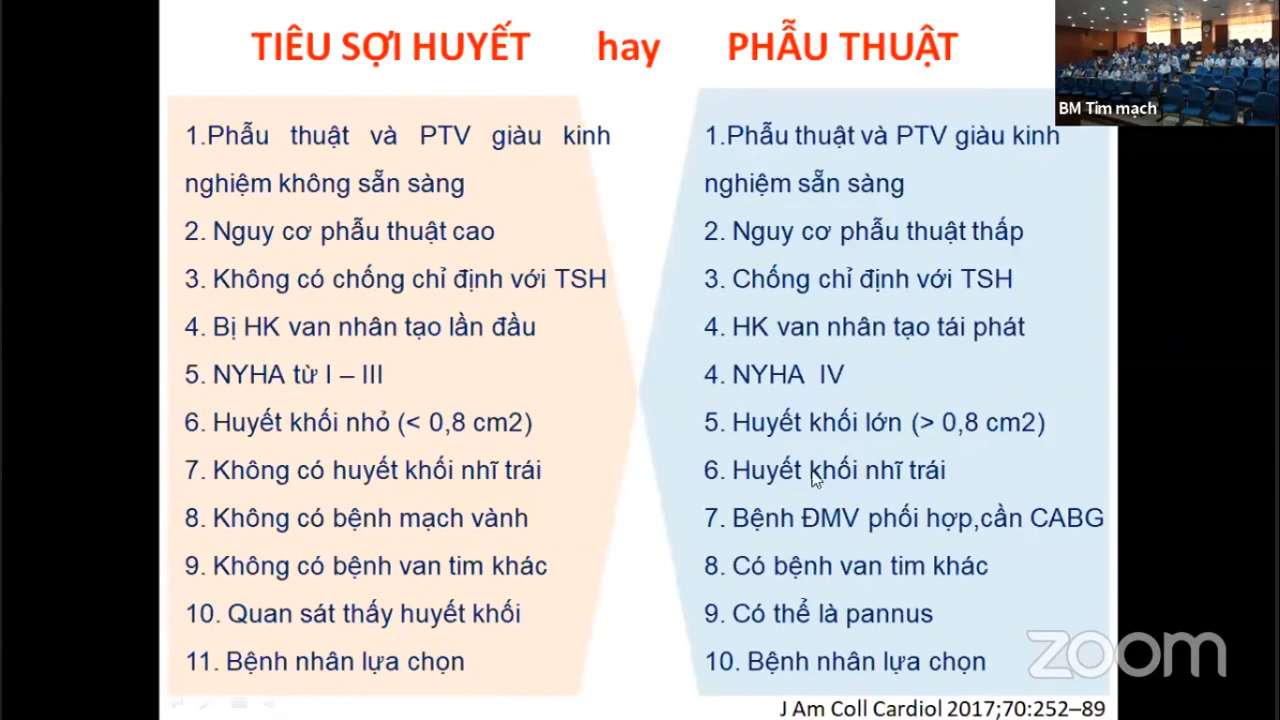 TIÊU SỢI HUYẾT hay PHẪU THUẬT
BM Tim mạch
1.Phẫu thuật và PTV giàu kinh
nghiệm không sẵn sàng
2. Nguy cơ phẫu thuật cao
3. Không có chống chỉ định với TSH
4. Bị HK van nhân tạo lần đầu
5. NYHA từ I – III
6. Huyết khối nhỏ (< 0,8 cm2)
7. Không có huyết khối nhĩ trái
8. Không có bệnh mạch vành
9. Không có bệnh van tim khác
10. Quan sát thấy huyết khối
11. Bệnh nhân lựa chọn
1.Phẫu thuật và PTV giàu kinh
nghiệm sẵn sàng
2. Nguy cơ phẫu thuật thấp
3. Chống chỉ định với TSH
4. HK van nhân tạo tái phát
4. NYHA IV
5. Huyết khối lớn (> 0,8 cm2)
6. Huyết khối nhĩ trái
7. Bệnh ĐMV phối hợp,cần CABG
8. Có bệnh van tim khác
9. Có thể là pannus
10. Bệnh nhân lựa chọn
zoom
J Am Coll Cardiol 2017;70:252–89